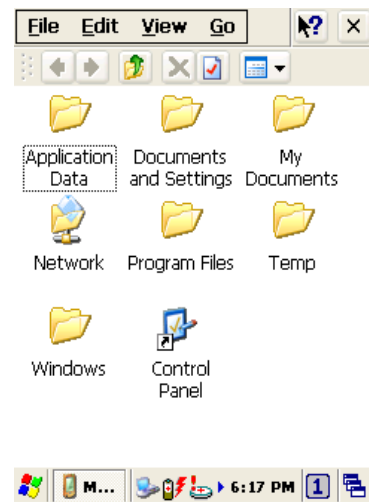 File Edit View Go ?
Application Documents My
Data and Settings Documents
Network Program Files Temp
Windows Control
Panel
M... 6:17 PM 1